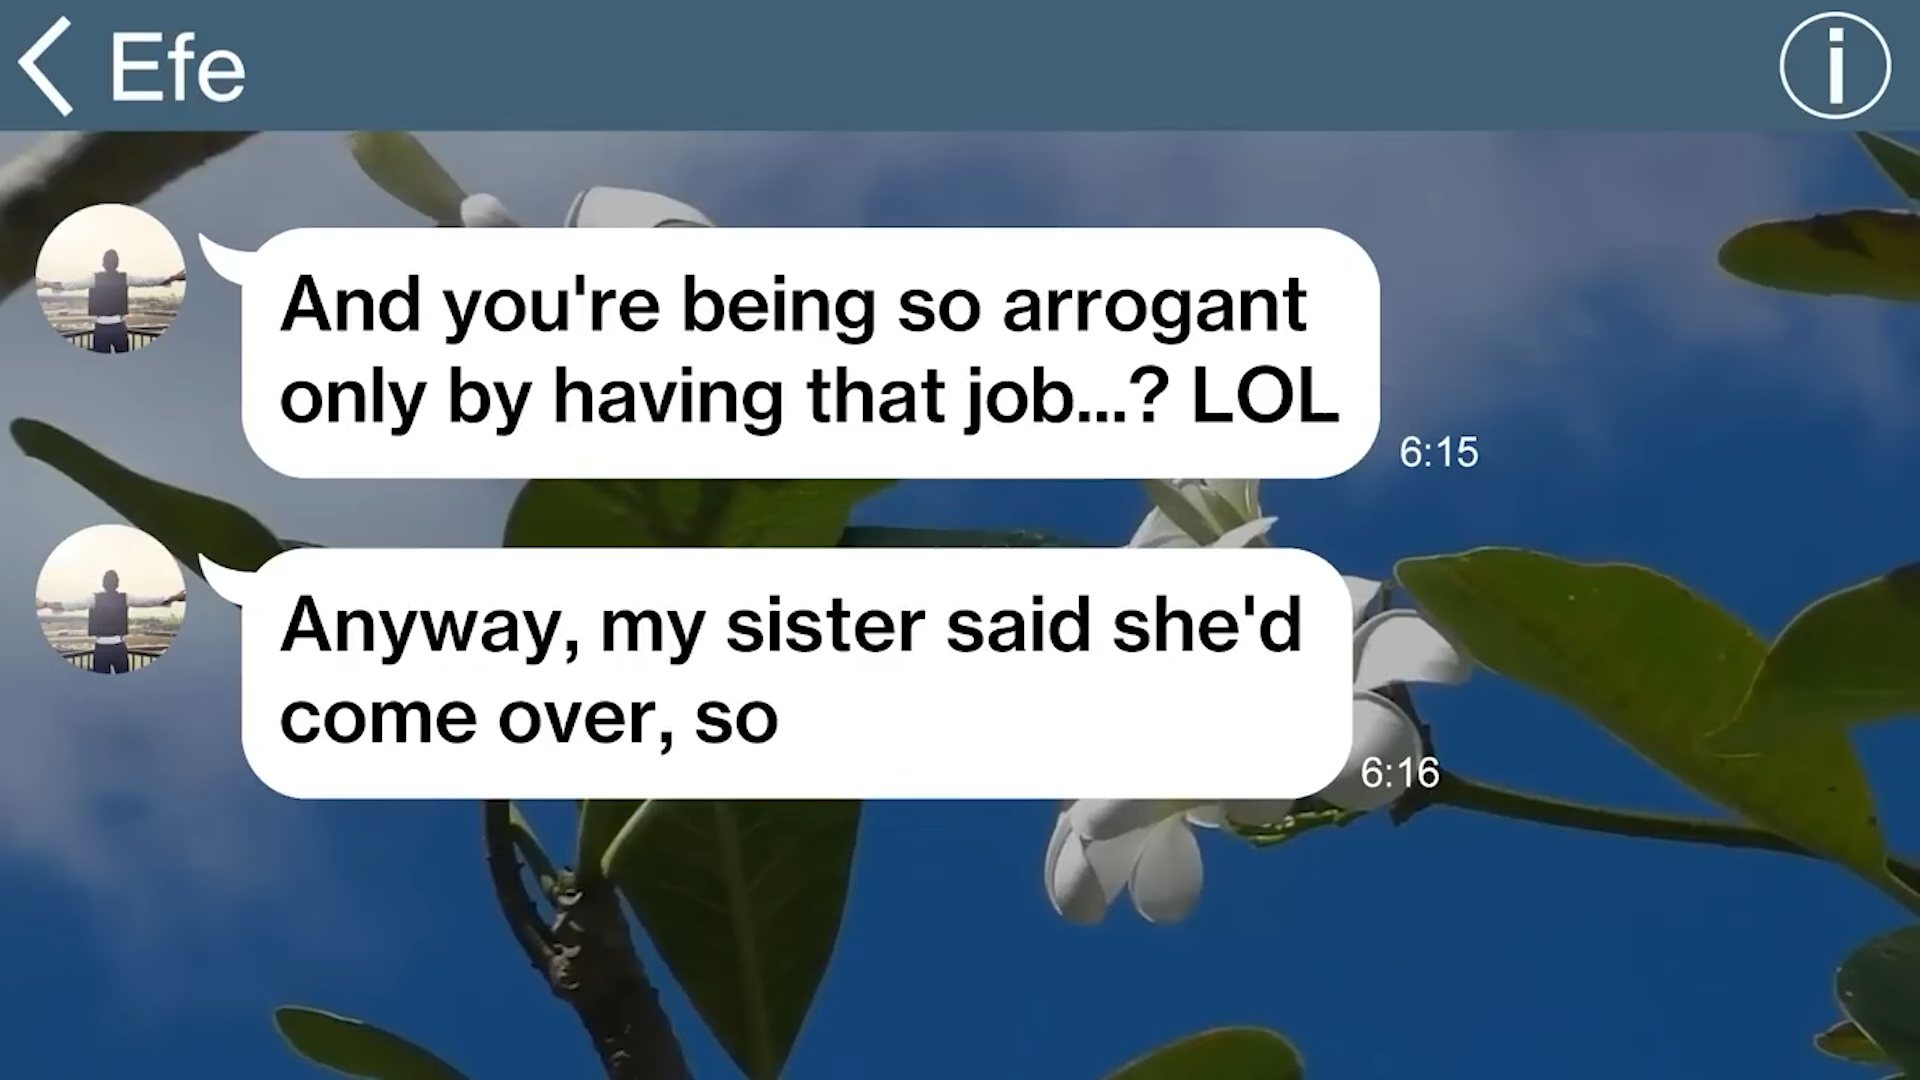 Efe
And you're being so arrogant
only by having that job...? LOL
6:15
Anyway, my sister said she'd
come over, so
6:16